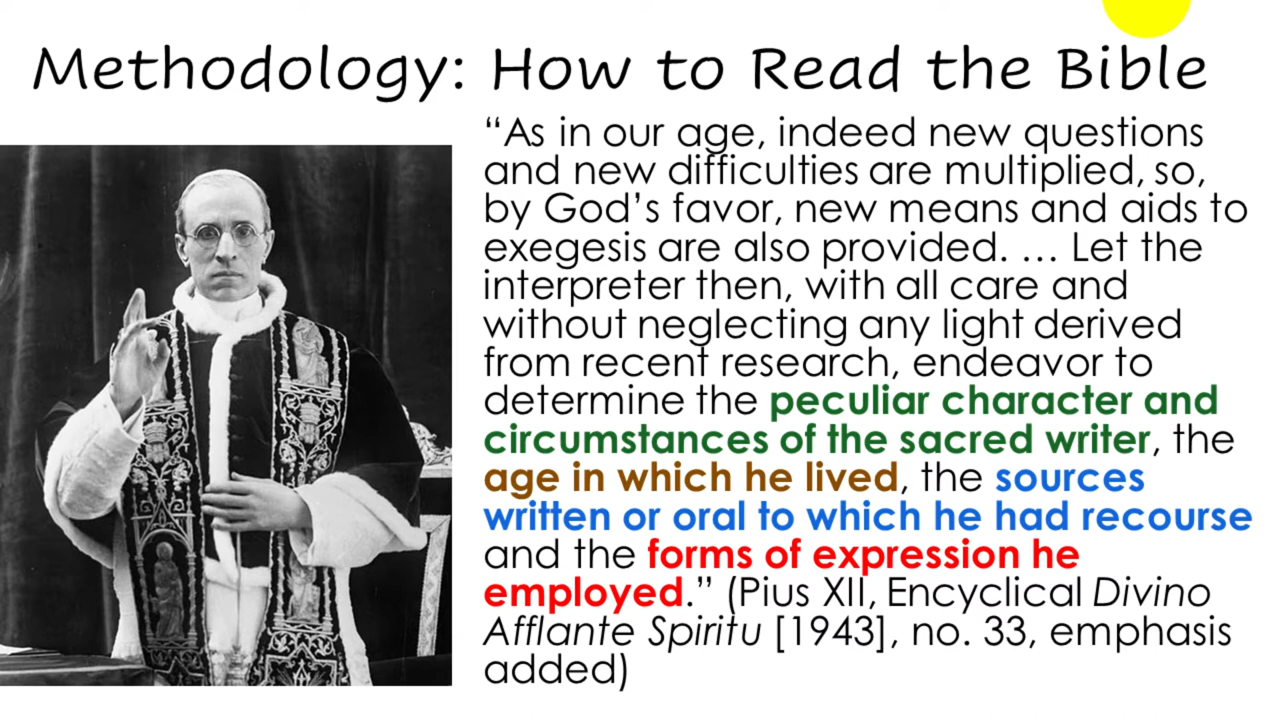 Methodology: How to Read the Bible
“As in our age, indeed new questions
and new difficulties are multiplied, so,
by God’s favor, new means and aids to
exegesis are also provided. … Let the
interpreter then, with all care and
without neglecting any light derived
from recent research, endeavor to
determine the peculiar character and
circumstances of the sacred writer, the
age in which he lived, the sources
written or oral to which he had recourse
and the forms of expression he
employed.” (Pius XII, Encyclical Divino
Afflante Spiritu [1943], no. 33, emphasis
added)